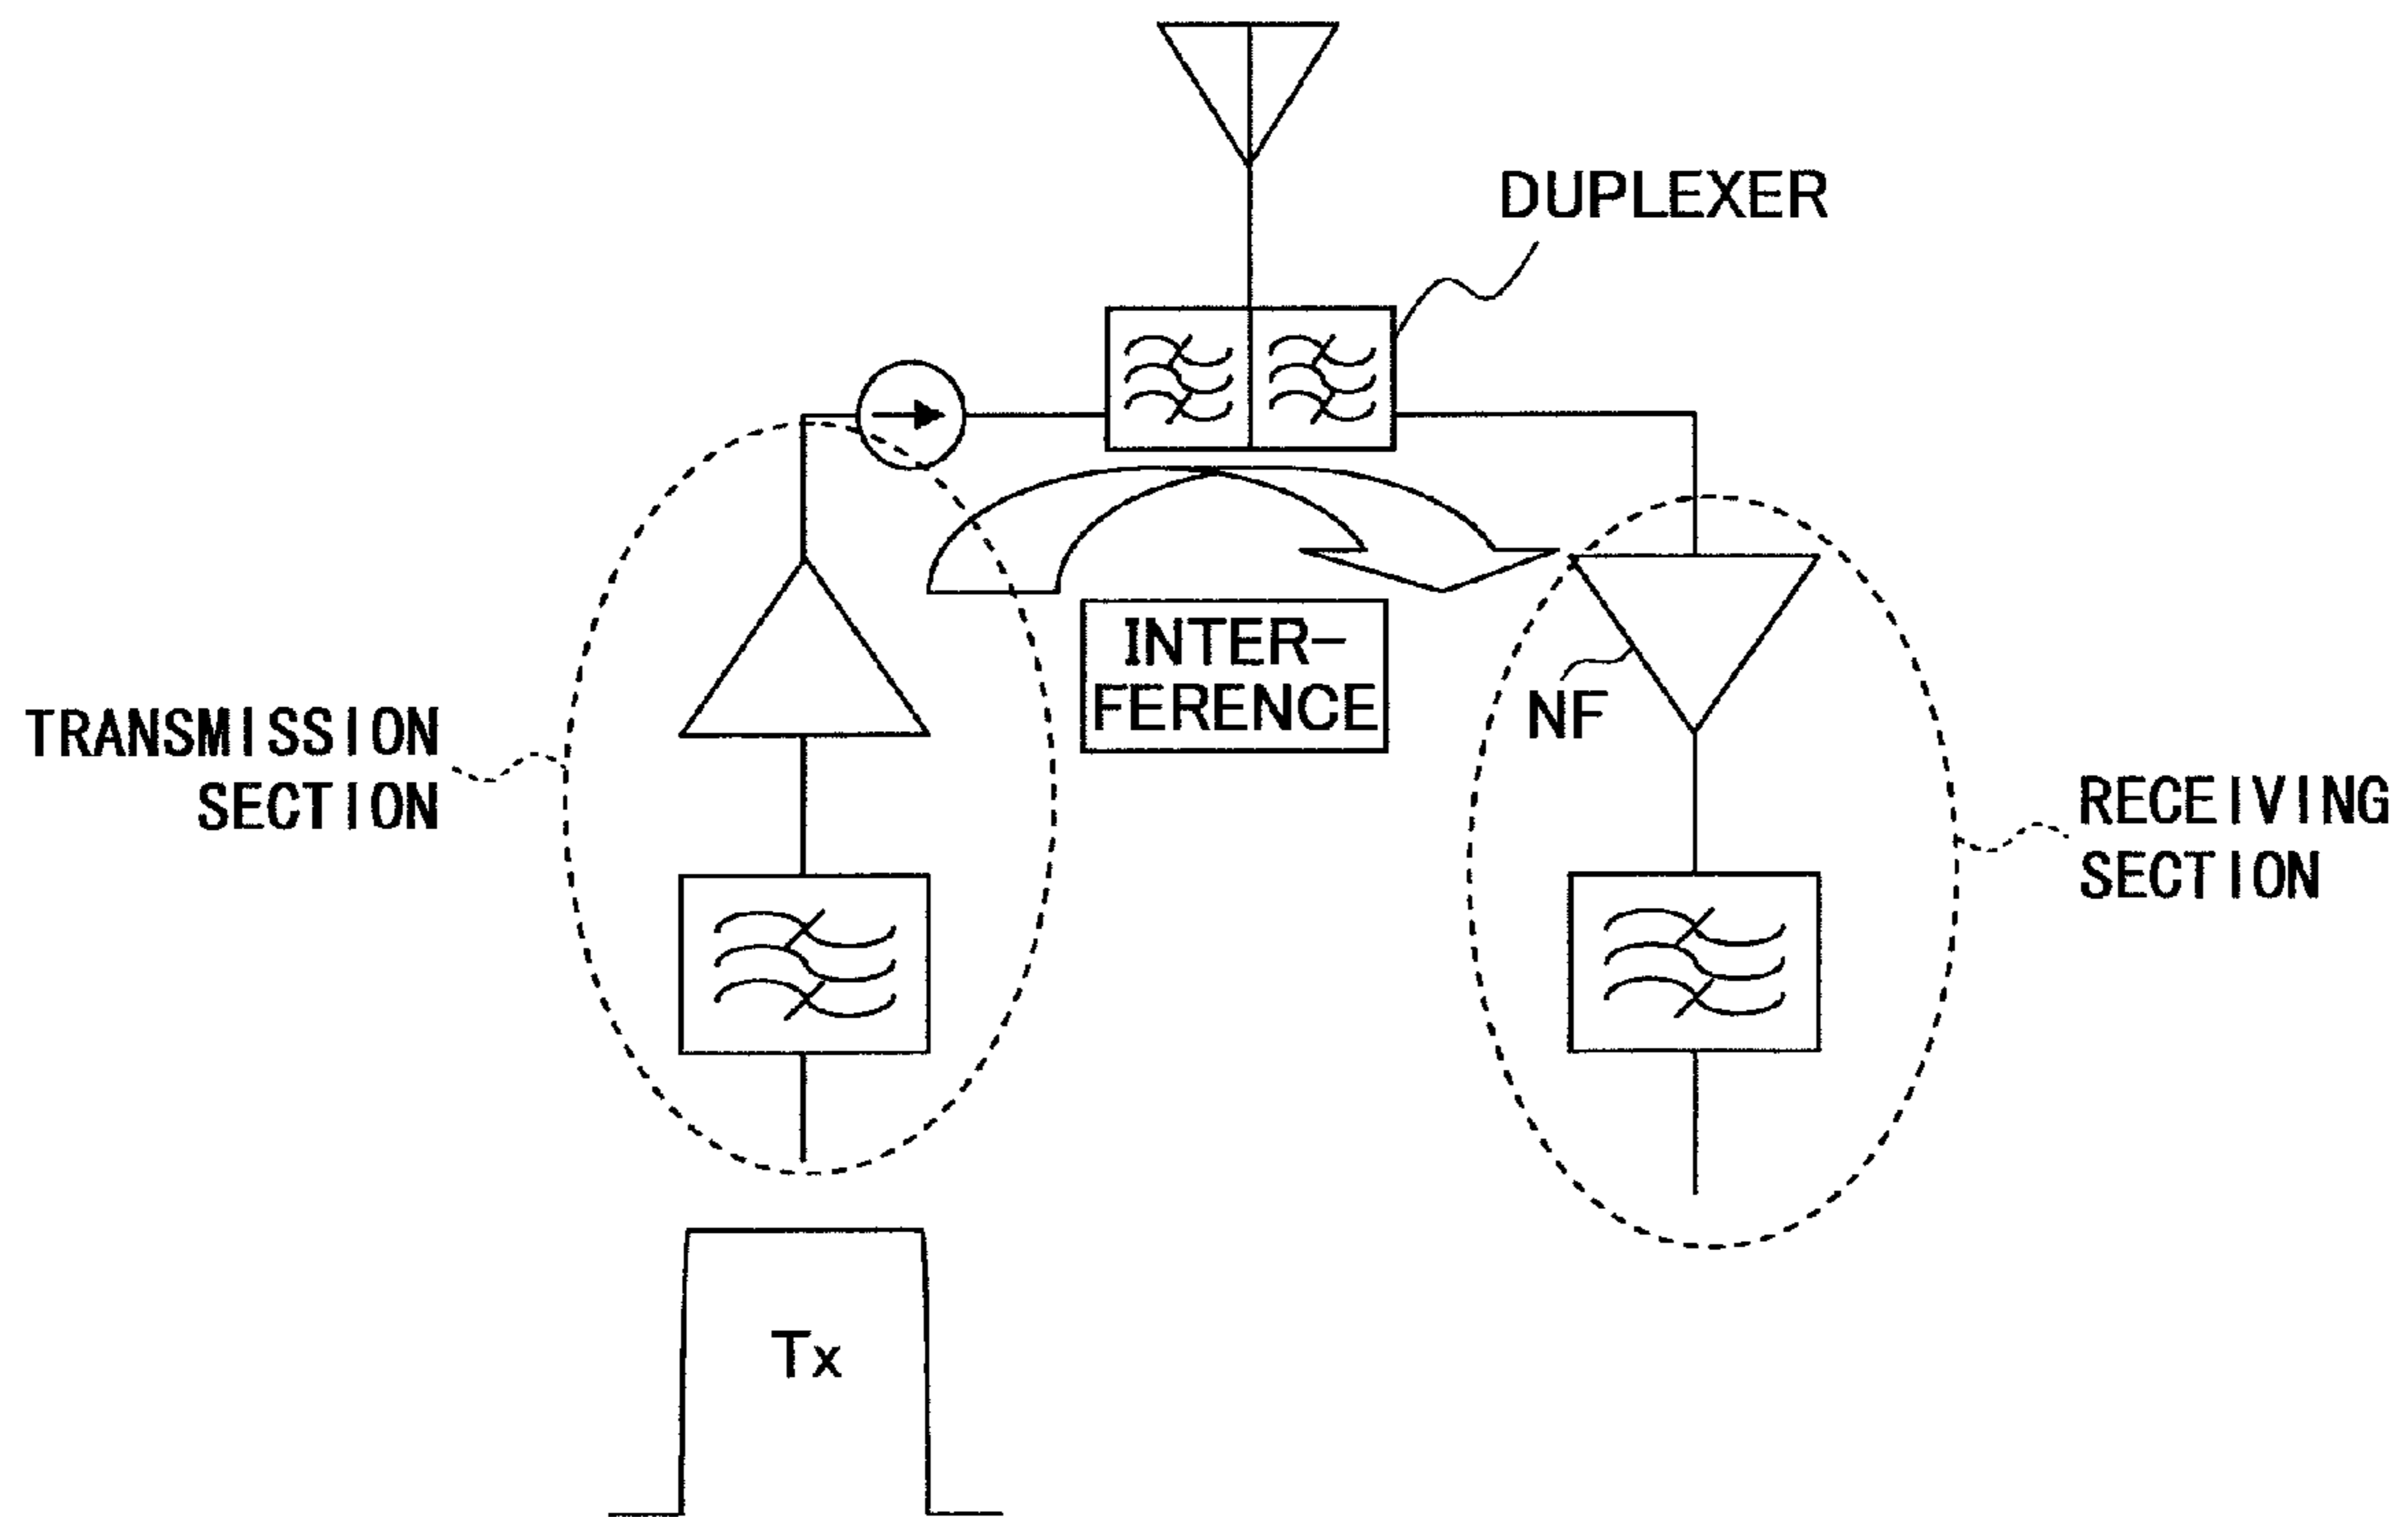 DUPLEXER
INTER-
FERENCE
NF
TRANSMISSION
SECTION
RECEIVING
SECTION
Tx